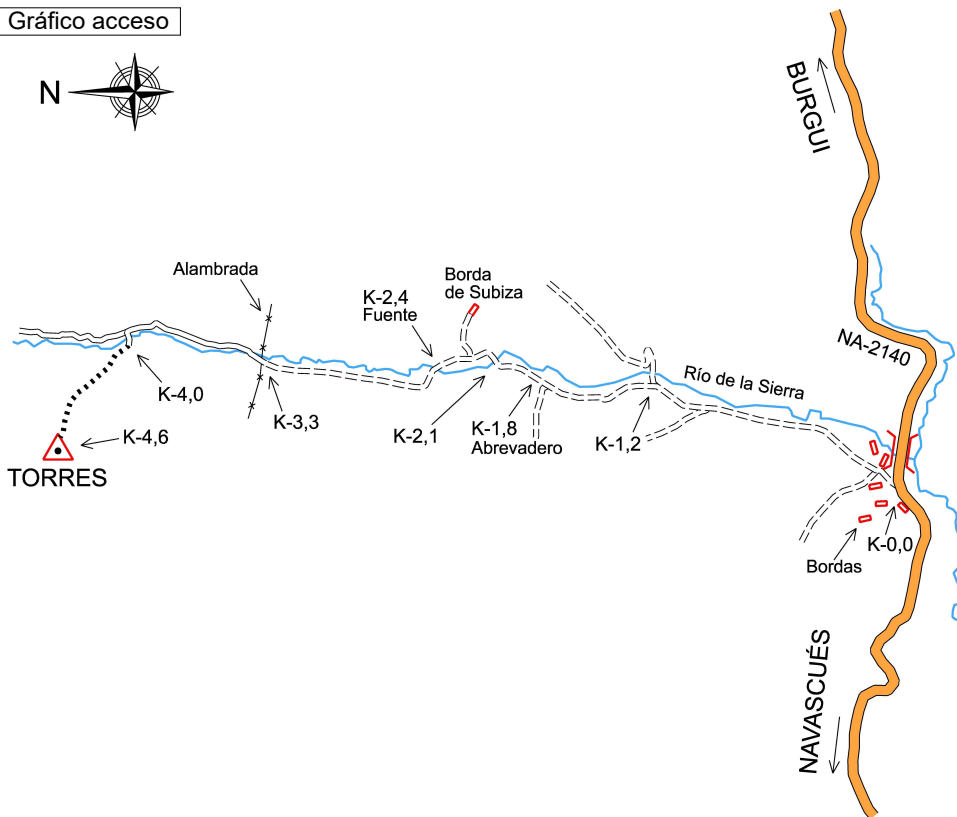 Gráfico acceso
N
BURGUI
Alambrada
Borda
de Subiza
K-2,4
Fuente
NA-2140
Río de la Sierra
K-4,0
K-3,3
K-2,1
K-1,8
Abrevadero
K-1,2
K-4,6
TORRES
K-0,0
Bordas
NAVASCUÉS